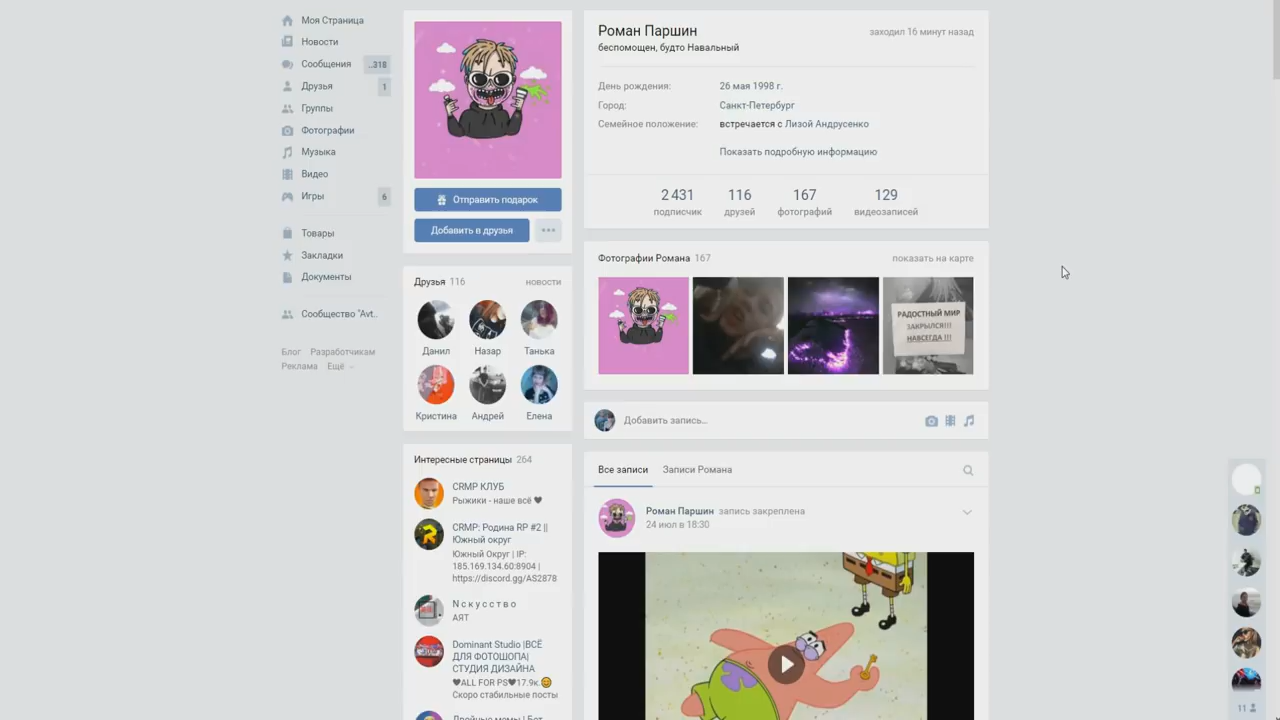 Моя Страница
Новости
Сообщения ..318
Друзья 1
Группы
Фотографии
Музыка
Видео
Игры 6
Товары
Закладки
Документы
Сообщество "Avt..
Блог Разработчикам
Реклама Ещё
Отправить подарок
Добавить в друзья
Друзья 116 новости
Данил Назар Танька
Кристина Андрей Елена
Интересные страницы 264
CRMP КЛУБ
Рыжики - наше всё ♥
CRMP: Родина RP #2 ||
Южный округ
Южный Округ | IP:
185.169.134.60:8904 |
https://discord.gg/AS2878
N с к у с с т в о
АЯТ
Dominant Studio |ВСЁ
ДЛЯ ФОТОШОПА|
СТУДИЯ ДИЗАЙНА
♥ALL FOR PS♥17.9к.😊
Скоро стабильные посты
Двойные мемы | Бот
Роман Паршин заходил 16 минут назад
беспомощен, будто Навальный
День рождения: 26 мая 1998 г.
Город: Санкт-Петербург
Семейное положение: встречается с Лизой Андрусенко
Показать подробную информацию
2 431 116 167 129
подписчик друзей фотографий видеозаписей
Фотографии Романа 167 показать на карте
РАДОСТНЫЙ МИР
ЗАКРЫЛСЯ!!!
НАВСЕГДА !!!
Добавить запись...
Все записи Записи Романа
Роман Паршин запись закреплена
24 июл в 18:30
11